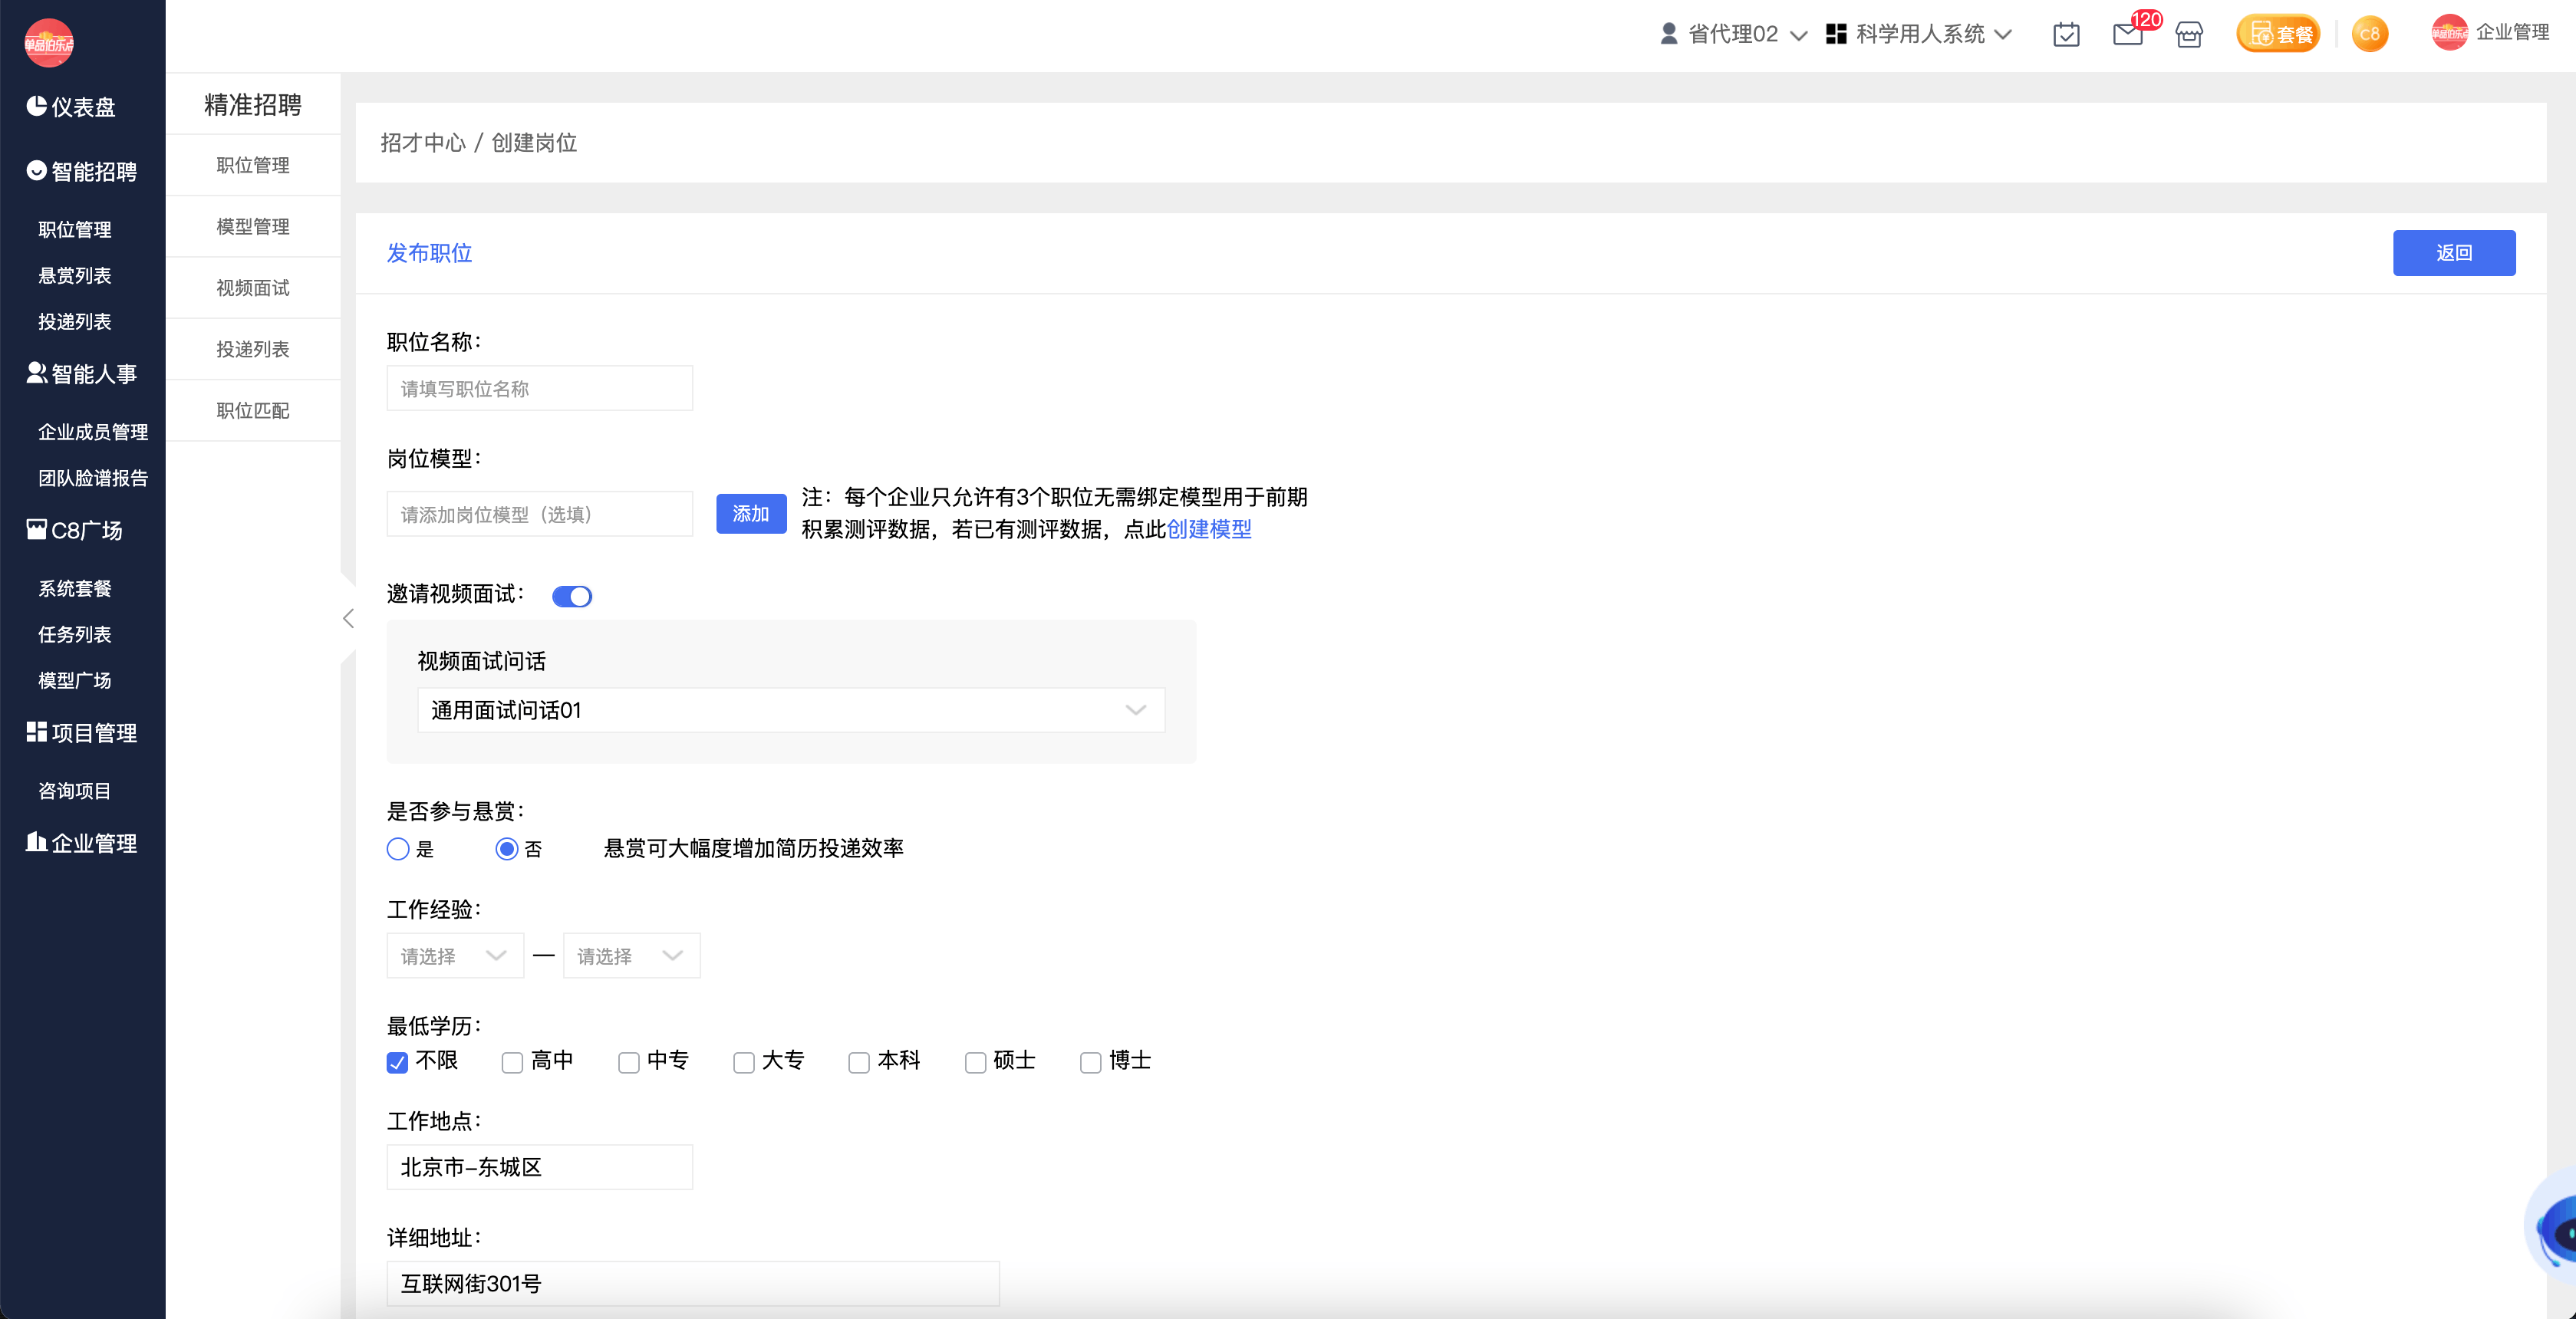 单品伯乐点
省代理02
科学用人系统
120
套餐
C8
单品伯乐点
企业管理
仪表盘
智能招聘
职位管理
悬赏列表
投递列表
智能人事
企业成员管理
团队脸谱报告
C8广场
系统套餐
任务列表
模型广场
项目管理
咨询项目
企业管理
精准招聘
职位管理
模型管理
视频面试
投递列表
职位匹配
招才中心 / 创建岗位
发布职位
返回
职位名称：
请填写职位名称
岗位模型：
请添加岗位模型（选填）
添加
注：每个企业只允许有3个职位无需绑定模型用于前期
积累测评数据，若已有测评数据，点此创建模型
邀请视频面试：
视频面试问话
通用面试问话01
是否参与悬赏：
是 否 悬赏可大幅度增加简历投递效率
工作经验：
请选择 — 请选择
最低学历：
不限 高中 中专 大专 本科 硕士 博士
工作地点：
北京市-东城区
详细地址：
互联网街301号